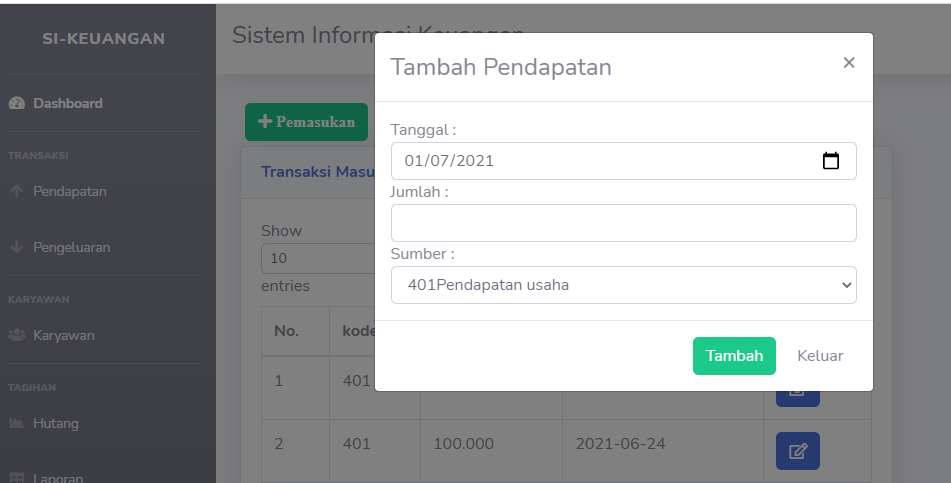 SI-KEUANGAN
Dashboard
TRANSAKSI
Pendapatan
Pengeluaran
KARYAWAN
Karyawan
TAGIHAN
Hutang
Laporan
Sistem Informasi Keuangan
Pemasukan
Transaksi Masu
Show
10
entries
No.
kode
1
401
2
401
100.000
2021-06-24
Tambah Pendapatan
×
Tanggal :
01/07/2021
Jumlah :
Sumber :
401Pendapatan usaha
Tambah
Keluar